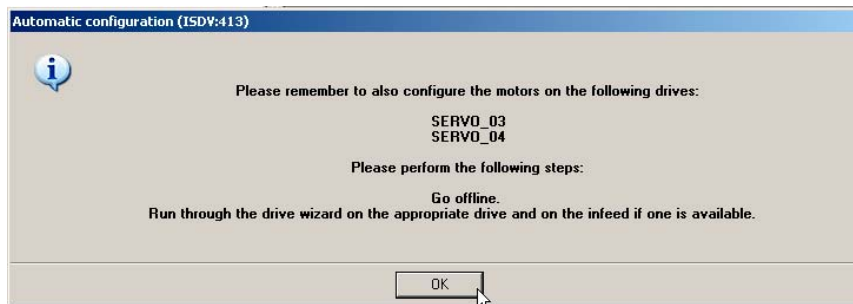 Automatic configuration (ISDV:413)
Please remember to also configure the motors on the following drives:
SERVO_03
SERVO_04
Please perform the following steps:
Go offline.
Run through the drive wizard on the appropriate drive and on the infeed if one is available.
OK